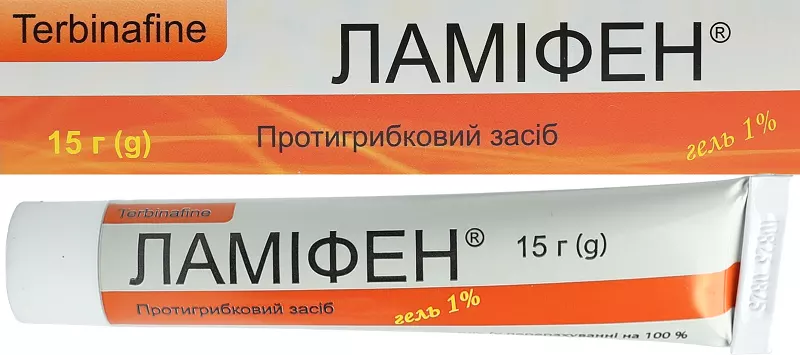 Terbinafine
ЛАМІФЕН®
15 г (g)
Протигрибковий засіб
гель 1%
Terbinafine
ЛАМІФЕН®
15 г (g)
Протигрибковий засіб
гель 1%
перерахуванні на 100 %